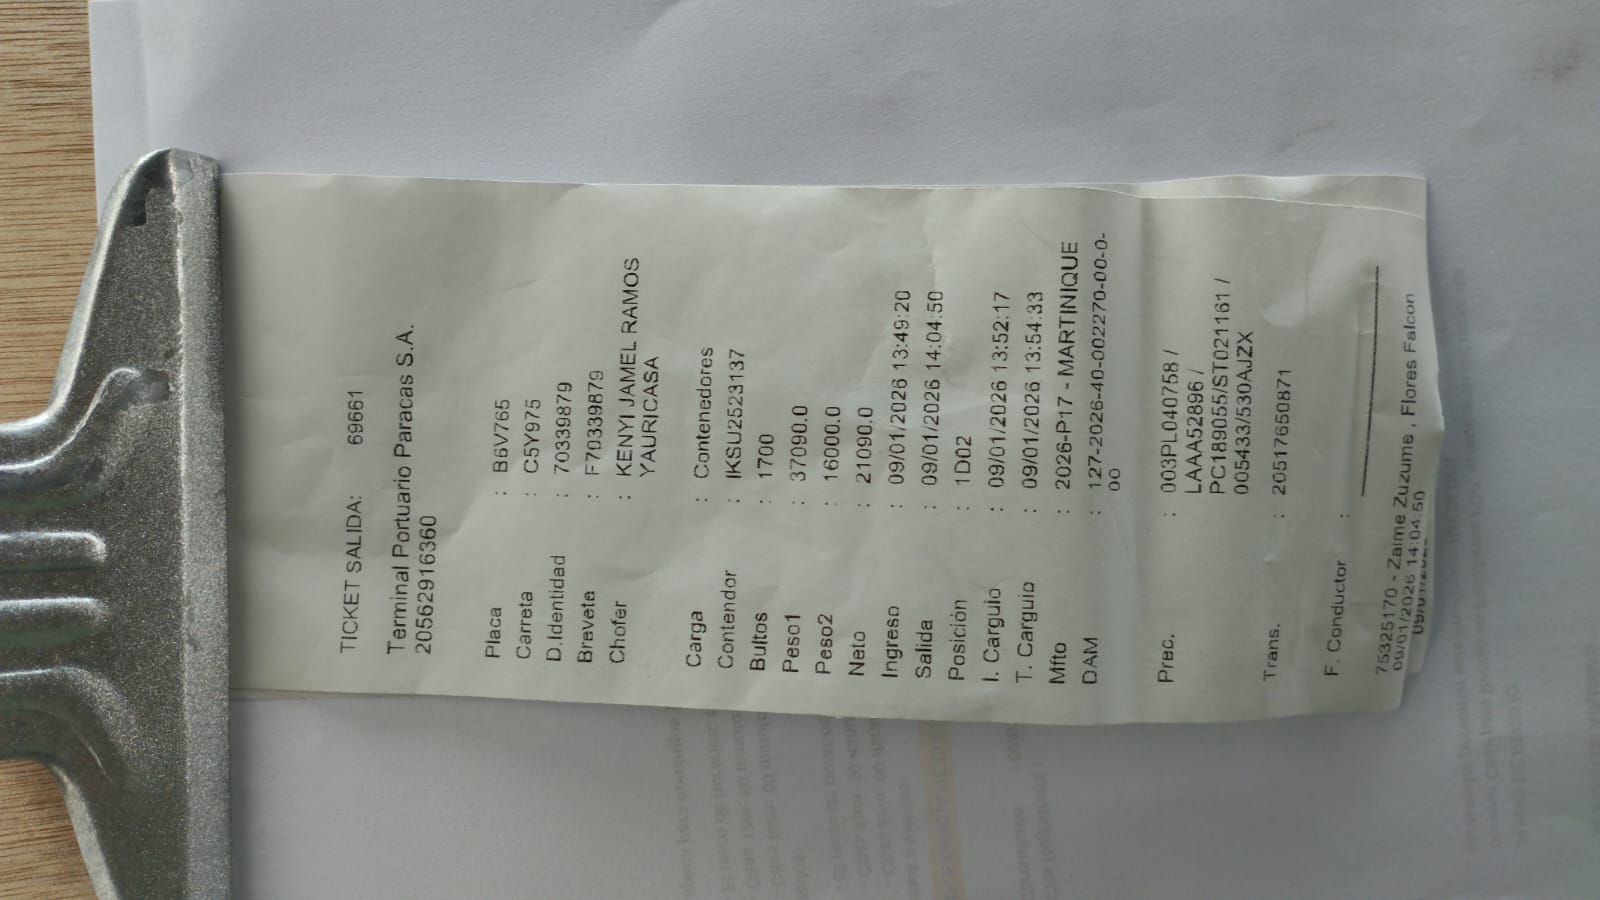 TICKET SALIDA: 69661
Terminal Portuario Paracas S.A.
20562916360
Placa : B6V765
Carreta : C5Y975
D.Identidad : 70339879
Brevete : F70339879
Chofer : KENYI JAMEL RAMOS
YAURICASA
Carga : Contenedores
Contendor : IKSU2523137
Bultos : 1700
Peso1 : 37090.0
Peso2 : 16000.0
Neto : 21090.0
Ingreso : 09/01/2026 13:49:20
Salida : 09/01/2026 14:04:50
Posición : 1D02
I. Carguio : 09/01/2026 13:52:17
T. Carguio : 09/01/2026 13:54:33
Mfto : 2026-P17 - MARTINIQUE
DAM : 127-2026-40-002270-00-0-
00
Prec. : 003PL040758 /
LAAA52896 /
PC189055/ST021161 /
005433/530AJZX
Trans. : 20517650871
F. Conductor :
75325170 - Zaime Zuzume , Flores Falcon
09/01/2026 14:04:50